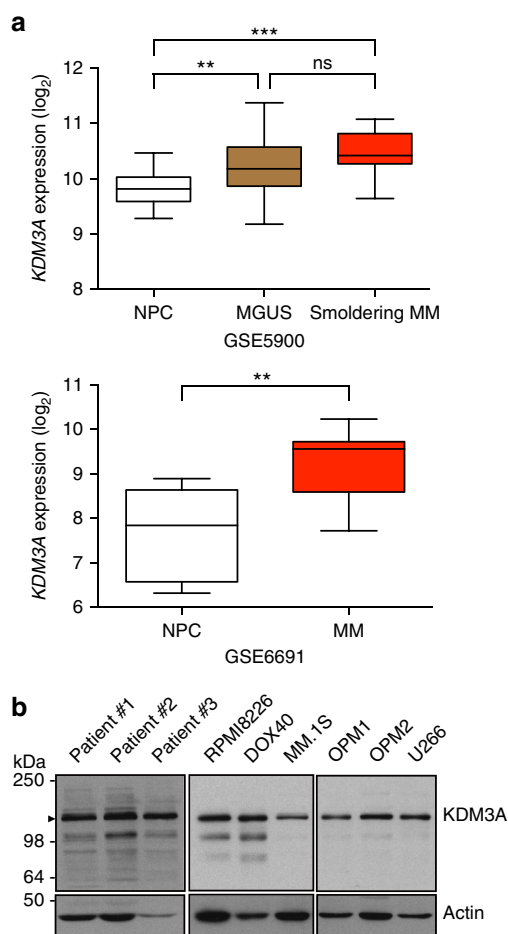 a
***
** ns
KDM3A expression (log2)
12
11
10
9
8
NPC MGUS Smoldering MM
GSE5900
**
KDM3A expression (log2)
11
10
9
8
7
6
NPC MM
GSE6691
b
Patient #1 Patient #2 Patient #3 RPMI8226 DOX40 MM.1S OPM1 OPM2 U266
kDa
250
KDM3A
98
64
50
Actin